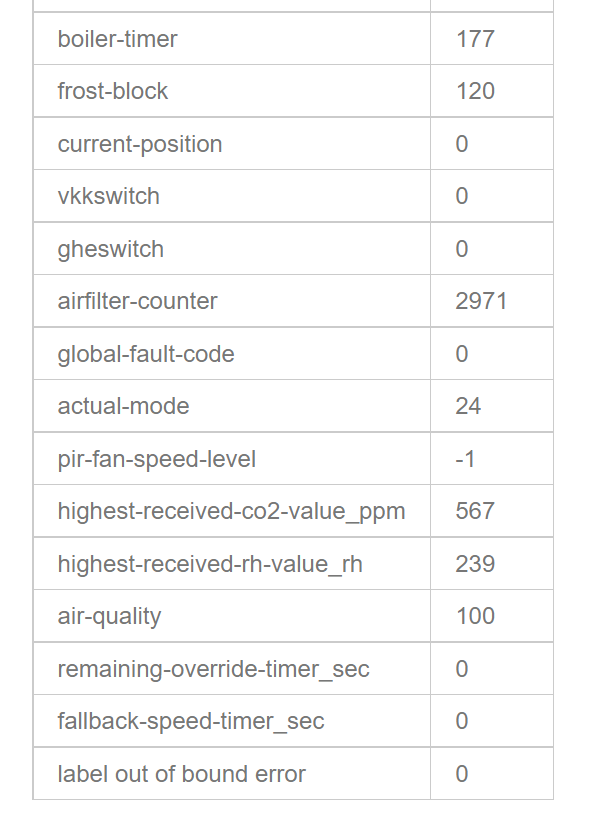 boiler-timer 177
frost-block 120
current-position 0
vkkswitch 0
gheswitch 0
airfilter-counter 2971
global-fault-code 0
actual-mode 24
pir-fan-speed-level -1
highest-received-co2-value_ppm 567
highest-received-rh-value_rh 239
air-quality 100
remaining-override-timer_sec 0
fallback-speed-timer_sec 0
label out of bound error 0